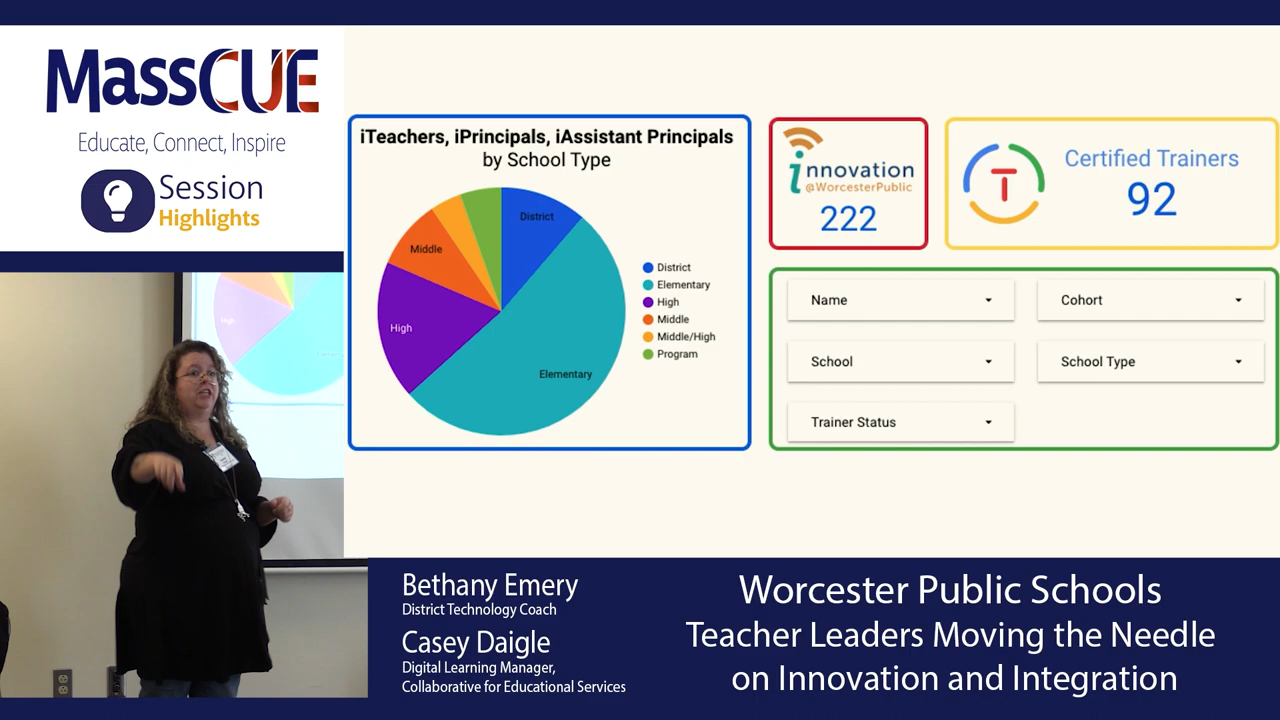 MassCUE
Educate, Connect, Inspire
Session
Highlights
iTeachers, iPrincipals, iAssistant Principals
by School Type
District
Middle
High
Elementary
District
Elementary
High
Middle
Middle/High
Program
innovation
@WorcesterPublic
222
T
Certified Trainers
92
Name
Cohort
School
School Type
Trainer Status
High
Bethany Emery
District Technology Coach
Casey Daigle
Digital Learning Manager,
Collaborative for Educational Services
Worcester Public Schools
Teacher Leaders Moving the Needle
on Innovation and Integration